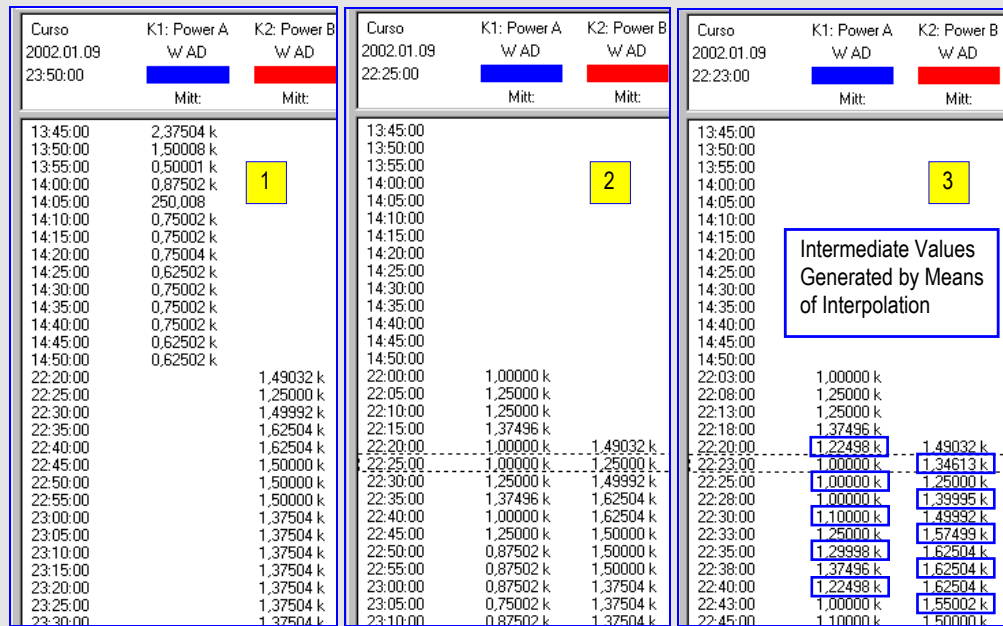 Curso K1: Power A K2: Power B
2002.01.09 W AD W AD
23:50:00
Mitt: Mitt:
13:45:00 2,37504 k
13:50:00 1,50008 k
13:55:00 0,50001 k
14:00:00 0,87502 k
14:05:00 250,008
14:10:00 0,75002 k
14:15:00 0,75002 k
14:20:00 0,75004 k
14:25:00 0,62502 k
14:30:00 0,75002 k
14:35:00 0,75002 k
14:40:00 0,75002 k
14:45:00 0,62502 k
14:50:00 0,62502 k
22:20:00 1,49032 k
22:25:00 1,25000 k
22:30:00 1,49992 k
22:35:00 1,62504 k
22:40:00 1,62504 k
22:45:00 1,50000 k
22:50:00 1,50000 k
22:55:00 1,50000 k
23:00:00 1,37504 k
23:05:00 1,37504 k
23:10:00 1,37504 k
23:15:00 1,37504 k
23:20:00 1,37504 k
23:25:00 1,37504 k
23:30:00 1,37504 k
1
Curso K1: Power A K2: Power B
2002.01.09 W AD W AD
22:25:00
Mitt: Mitt:
13:45:00
13:50:00
13:55:00
14:00:00
14:05:00
14:10:00
14:15:00
14:20:00
14:25:00
14:30:00
14:35:00
14:40:00
14:45:00
14:50:00
22:00:00 1,00000 k
22:05:00 1,25000 k
22:10:00 1,25000 k
22:15:00 1,37496 k
22:20:00 1,00000 k 1,49032 k
22:25:00 1,00000 k 1,25000 k
22:30:00 1,25000 k 1,49992 k
22:35:00 1,37496 k 1,62504 k
22:40:00 1,00000 k 1,62504 k
22:45:00 1,25000 k 1,50000 k
22:50:00 0,87502 k 1,50000 k
22:55:00 0,87502 k 1,50000 k
23:00:00 0,87502 k 1,37504 k
23:05:00 0,75002 k 1,37504 k
23:10:00 0,87502 k 1,37504 k
2
Curso K1: Power A K2: Power B
2002.01.09 W AD W AD
22:23:00
Mitt: Mitt:
13:45:00
13:50:00
13:55:00
14:00:00
14:05:00
14:10:00
14:15:00
14:20:00
14:25:00
14:30:00
14:35:00
14:40:00
14:45:00
14:50:00
22:03:00 1,00000 k
22:08:00 1,25000 k
22:13:00 1,25000 k
22:18:00 1,37496 k
22:20:00 1,22498 k 1,49032 k
22:23:00 1,00000 k 1,34613 k
22:25:00 1,00000 k 1,25000 k
22:28:00 1,00000 k 1,39995 k
22:30:00 1,10000 k 1,49992 k
22:33:00 1,25000 k 1,57499 k
22:35:00 1,29998 k 1,62504 k
22:38:00 1,37496 k 1,62504 k
22:40:00 1,22498 k 1,62504 k
22:43:00 1,00000 k 1,55002 k
22:45:00 1,10000 k 1,50000 k
3
Intermediate Values
Generated by Means
of Interpolation